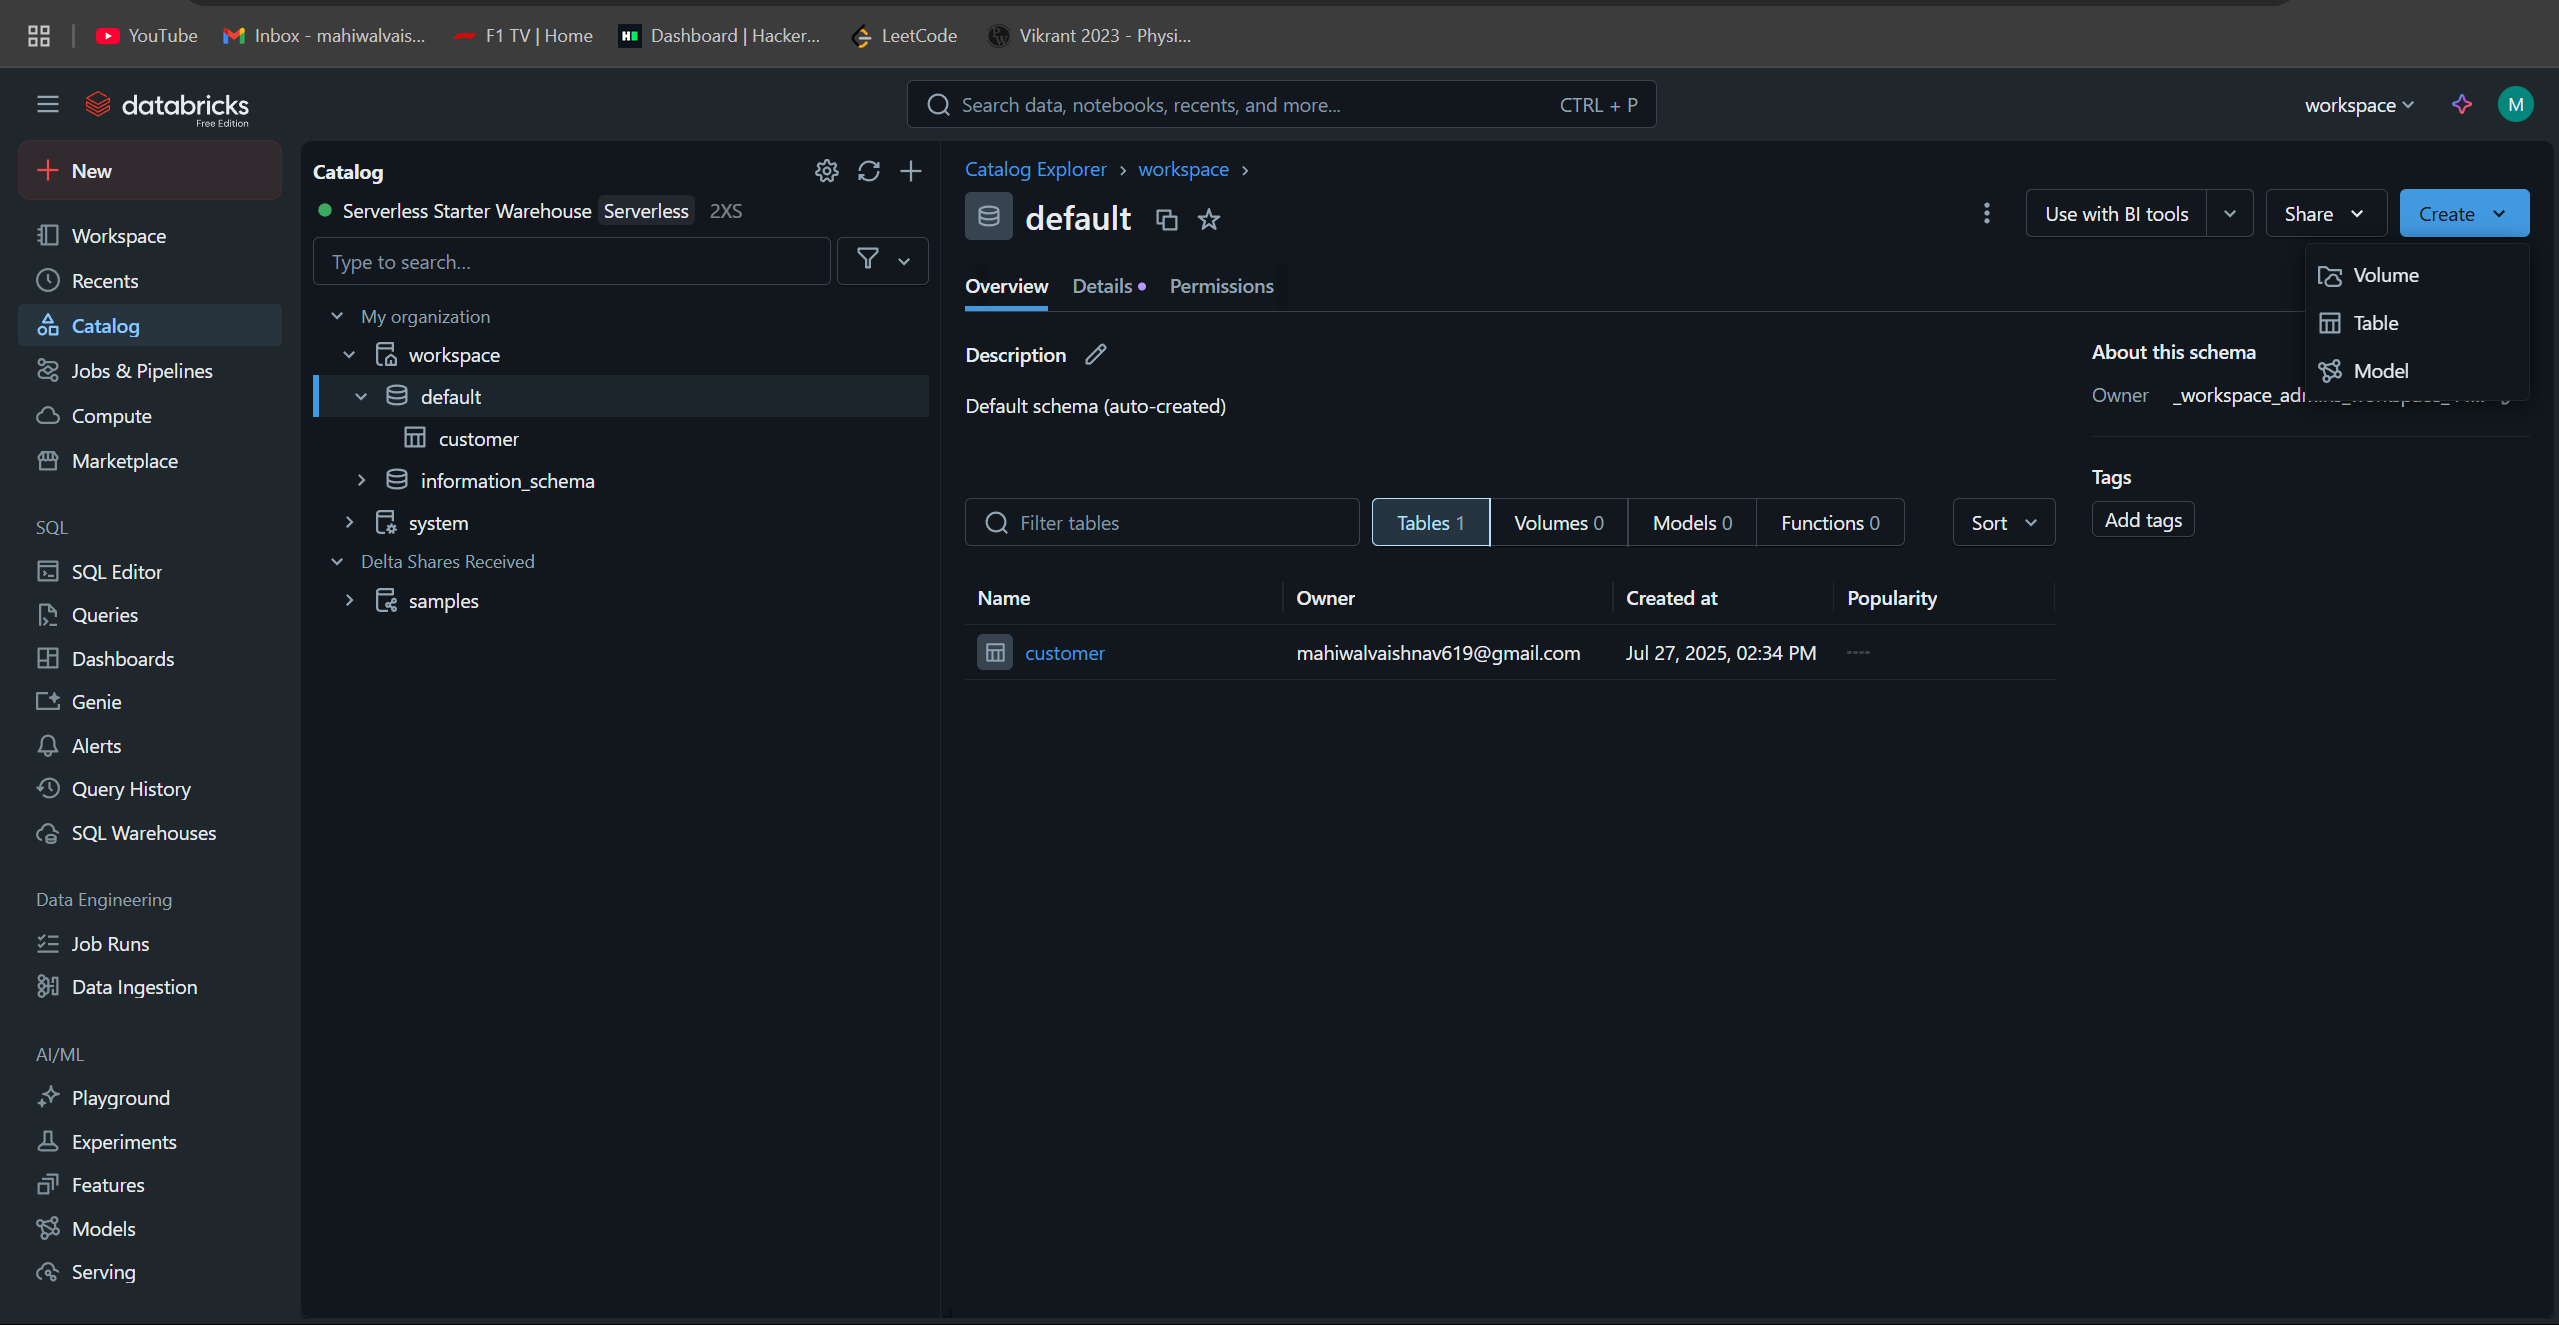 YouTube
Inbox - mahiwalvais...
F1 TV | Home
Dashboard | Hacker...
LeetCode
Vikrant 2023 - Physi...
databricks
Free Edition
Search data, notebooks, recents, and more...
CTRL + P
workspace
M
New
Workspace
Recents
Catalog
Jobs & Pipelines
Compute
Marketplace
SQL
SQL Editor
Queries
Dashboards
Genie
Alerts
Query History
SQL Warehouses
Data Engineering
Job Runs
Data Ingestion
AI/ML
Playground
Experiments
Features
Models
Serving
Catalog
Serverless Starter Warehouse Serverless 2XS
Type to search...
My organization
workspace
default
customer
information_schema
system
Delta Shares Received
samples
Catalog Explorer › workspace ›
default
Use with BI tools
Share
Create
Volume
Table
Model
Overview
Details
Permissions
Description
Default schema (auto-created)
About this schema
Owner
Tags
Add tags
Filter tables
Tables 1
Volumes 0
Models 0
Functions 0
Sort
Name Owner Created at Popularity
customer mahiwalvaishnav619@gmail.com Jul 27, 2025, 02:34 PM ----